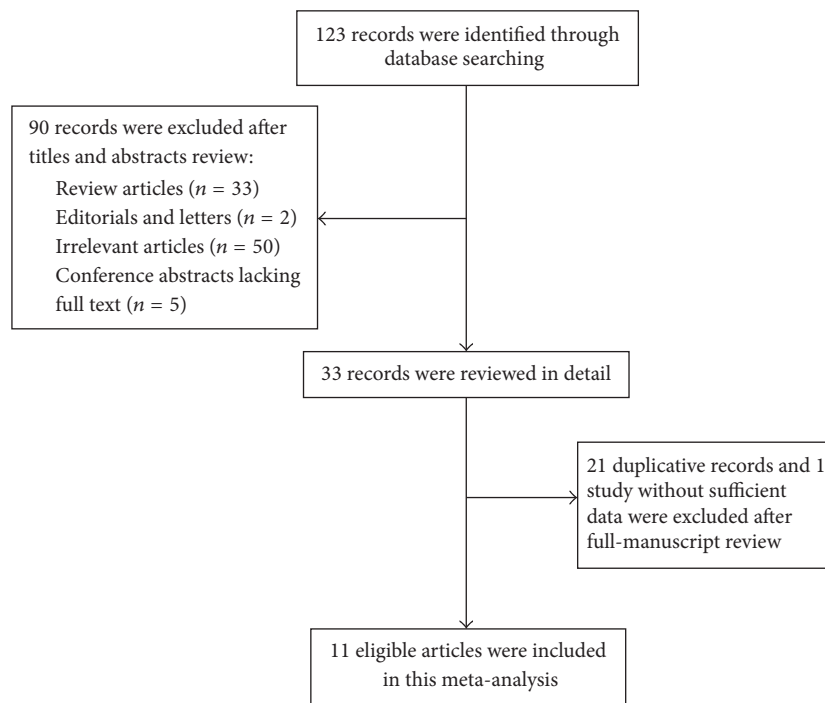 123 records were identified through
database searching
90 records were excluded after
titles and abstracts review:
Review articles (n = 33)
Editorials and letters (n = 2)
Irrelevant articles (n = 50)
Conference abstracts lacking
full text (n = 5)
33 records were reviewed in detail
21 duplicative records and 1
study without sufficient
data were excluded after
full-manuscript review
11 eligible articles were included
in this meta-analysis